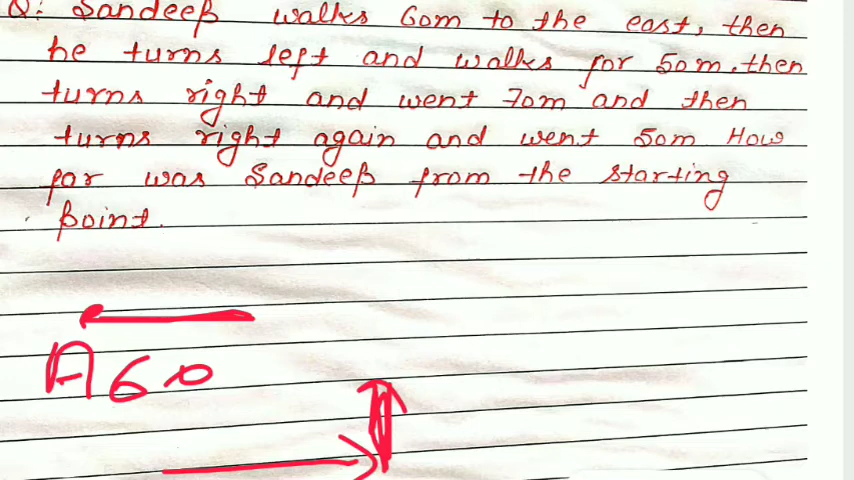 Q: Sandeep walks 60m to the east, then
he turns left and walks for 50m. then
turns right and went 70m and then
turns right again and went 50m How
far was Sandeep from the starting
point.
A 60